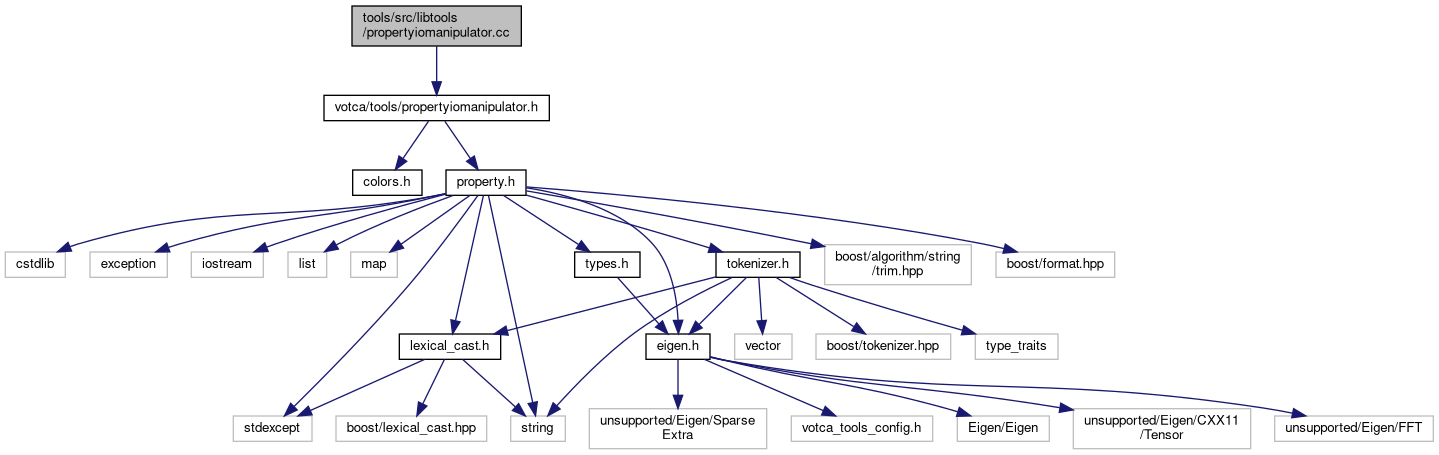 tools/src/libtools
/propertyiomanipulator.cc
votca/tools/propertyiomanipulator.h
colors.h
property.h
cstdlib
exception
iostream
list
map
types.h
tokenizer.h
boost/algorithm/string
/trim.hpp
boost/format.hpp
lexical_cast.h
eigen.h
vector
boost/tokenizer.hpp
type_traits
stdexcept
boost/lexical_cast.hpp
string
unsupported/Eigen/Sparse
Extra
votca_tools_config.h
Eigen/Eigen
unsupported/Eigen/CXX11
/Tensor
unsupported/Eigen/FFT